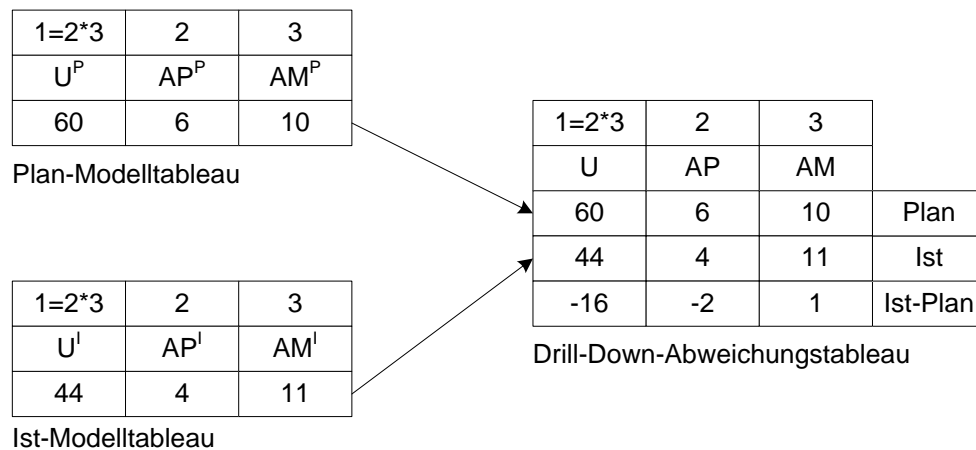 1=2*3 2 3
U^P AP^P AM^P
60 6 10
Plan-Modelltableau
1=2*3 2 3
U^I AP^I AM^I
44 4 11
Ist-Modelltableau
1=2*3 2 3
U AP AM
60 6 10 Plan
44 4 11 Ist
-16 -2 1 Ist-Plan
Drill-Down-Abweichungstableau